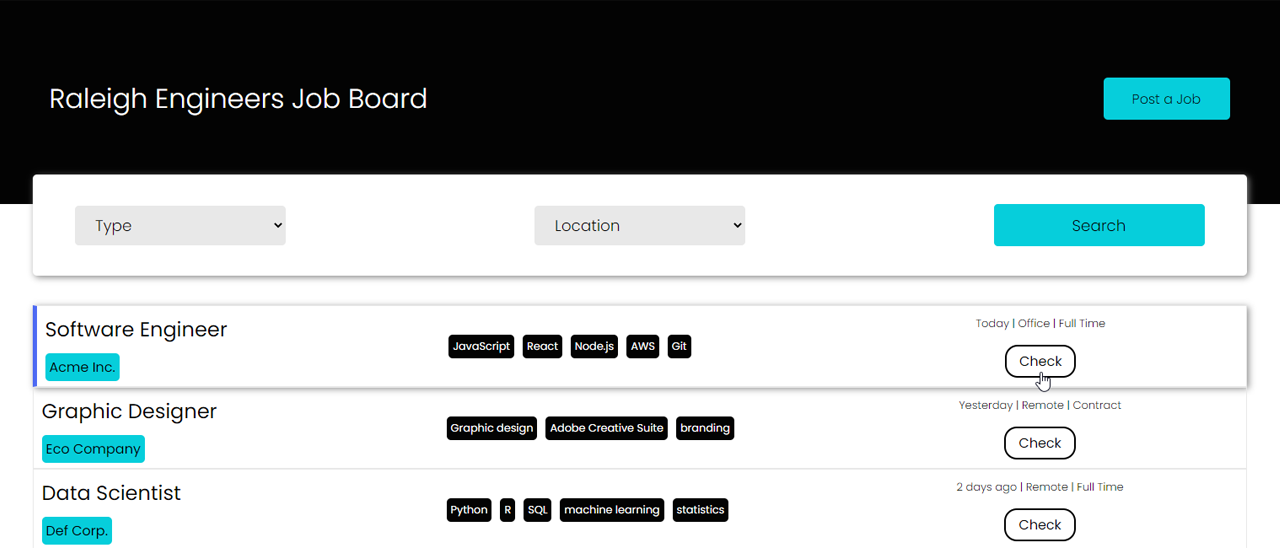 Raleigh Engineers Job Board
Post a Job
Type
Location
Search
Software Engineer
Acme Inc.
JavaScript React Node.js AWS Git
Today | Office | Full Time
Check
Graphic Designer
Eco Company
Graphic design Adobe Creative Suite branding
Yesterday | Remote | Contract
Check
Data Scientist
Def Corp.
Python R SQL machine learning statistics
2 days ago | Remote | Full Time
Check